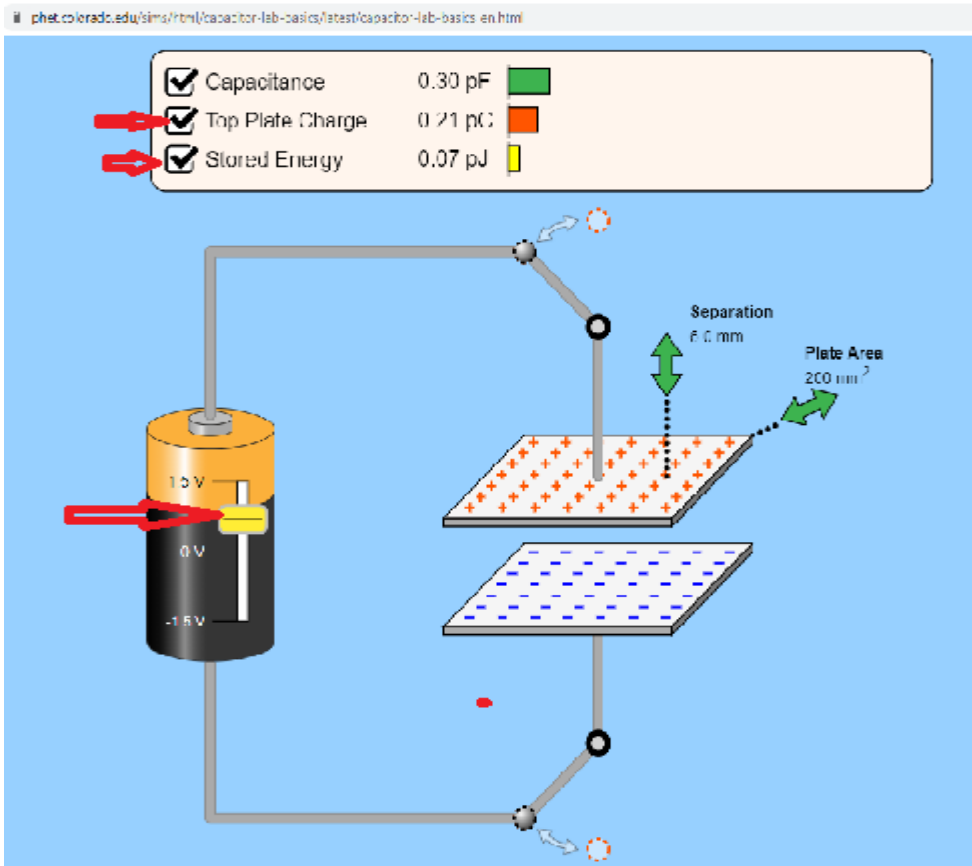 phet.colorado.edu/sims/html/capacitor-lab-basics/latest/capacitor-lab-basics_en.html
Capacitance 0.30 pF
Top Plate Charge 0.21 pC
Stored Energy 0.07 pJ
Separation
6.0 mm
Plate Area
200 mm²
1.5 V
0 V
-1.5 V